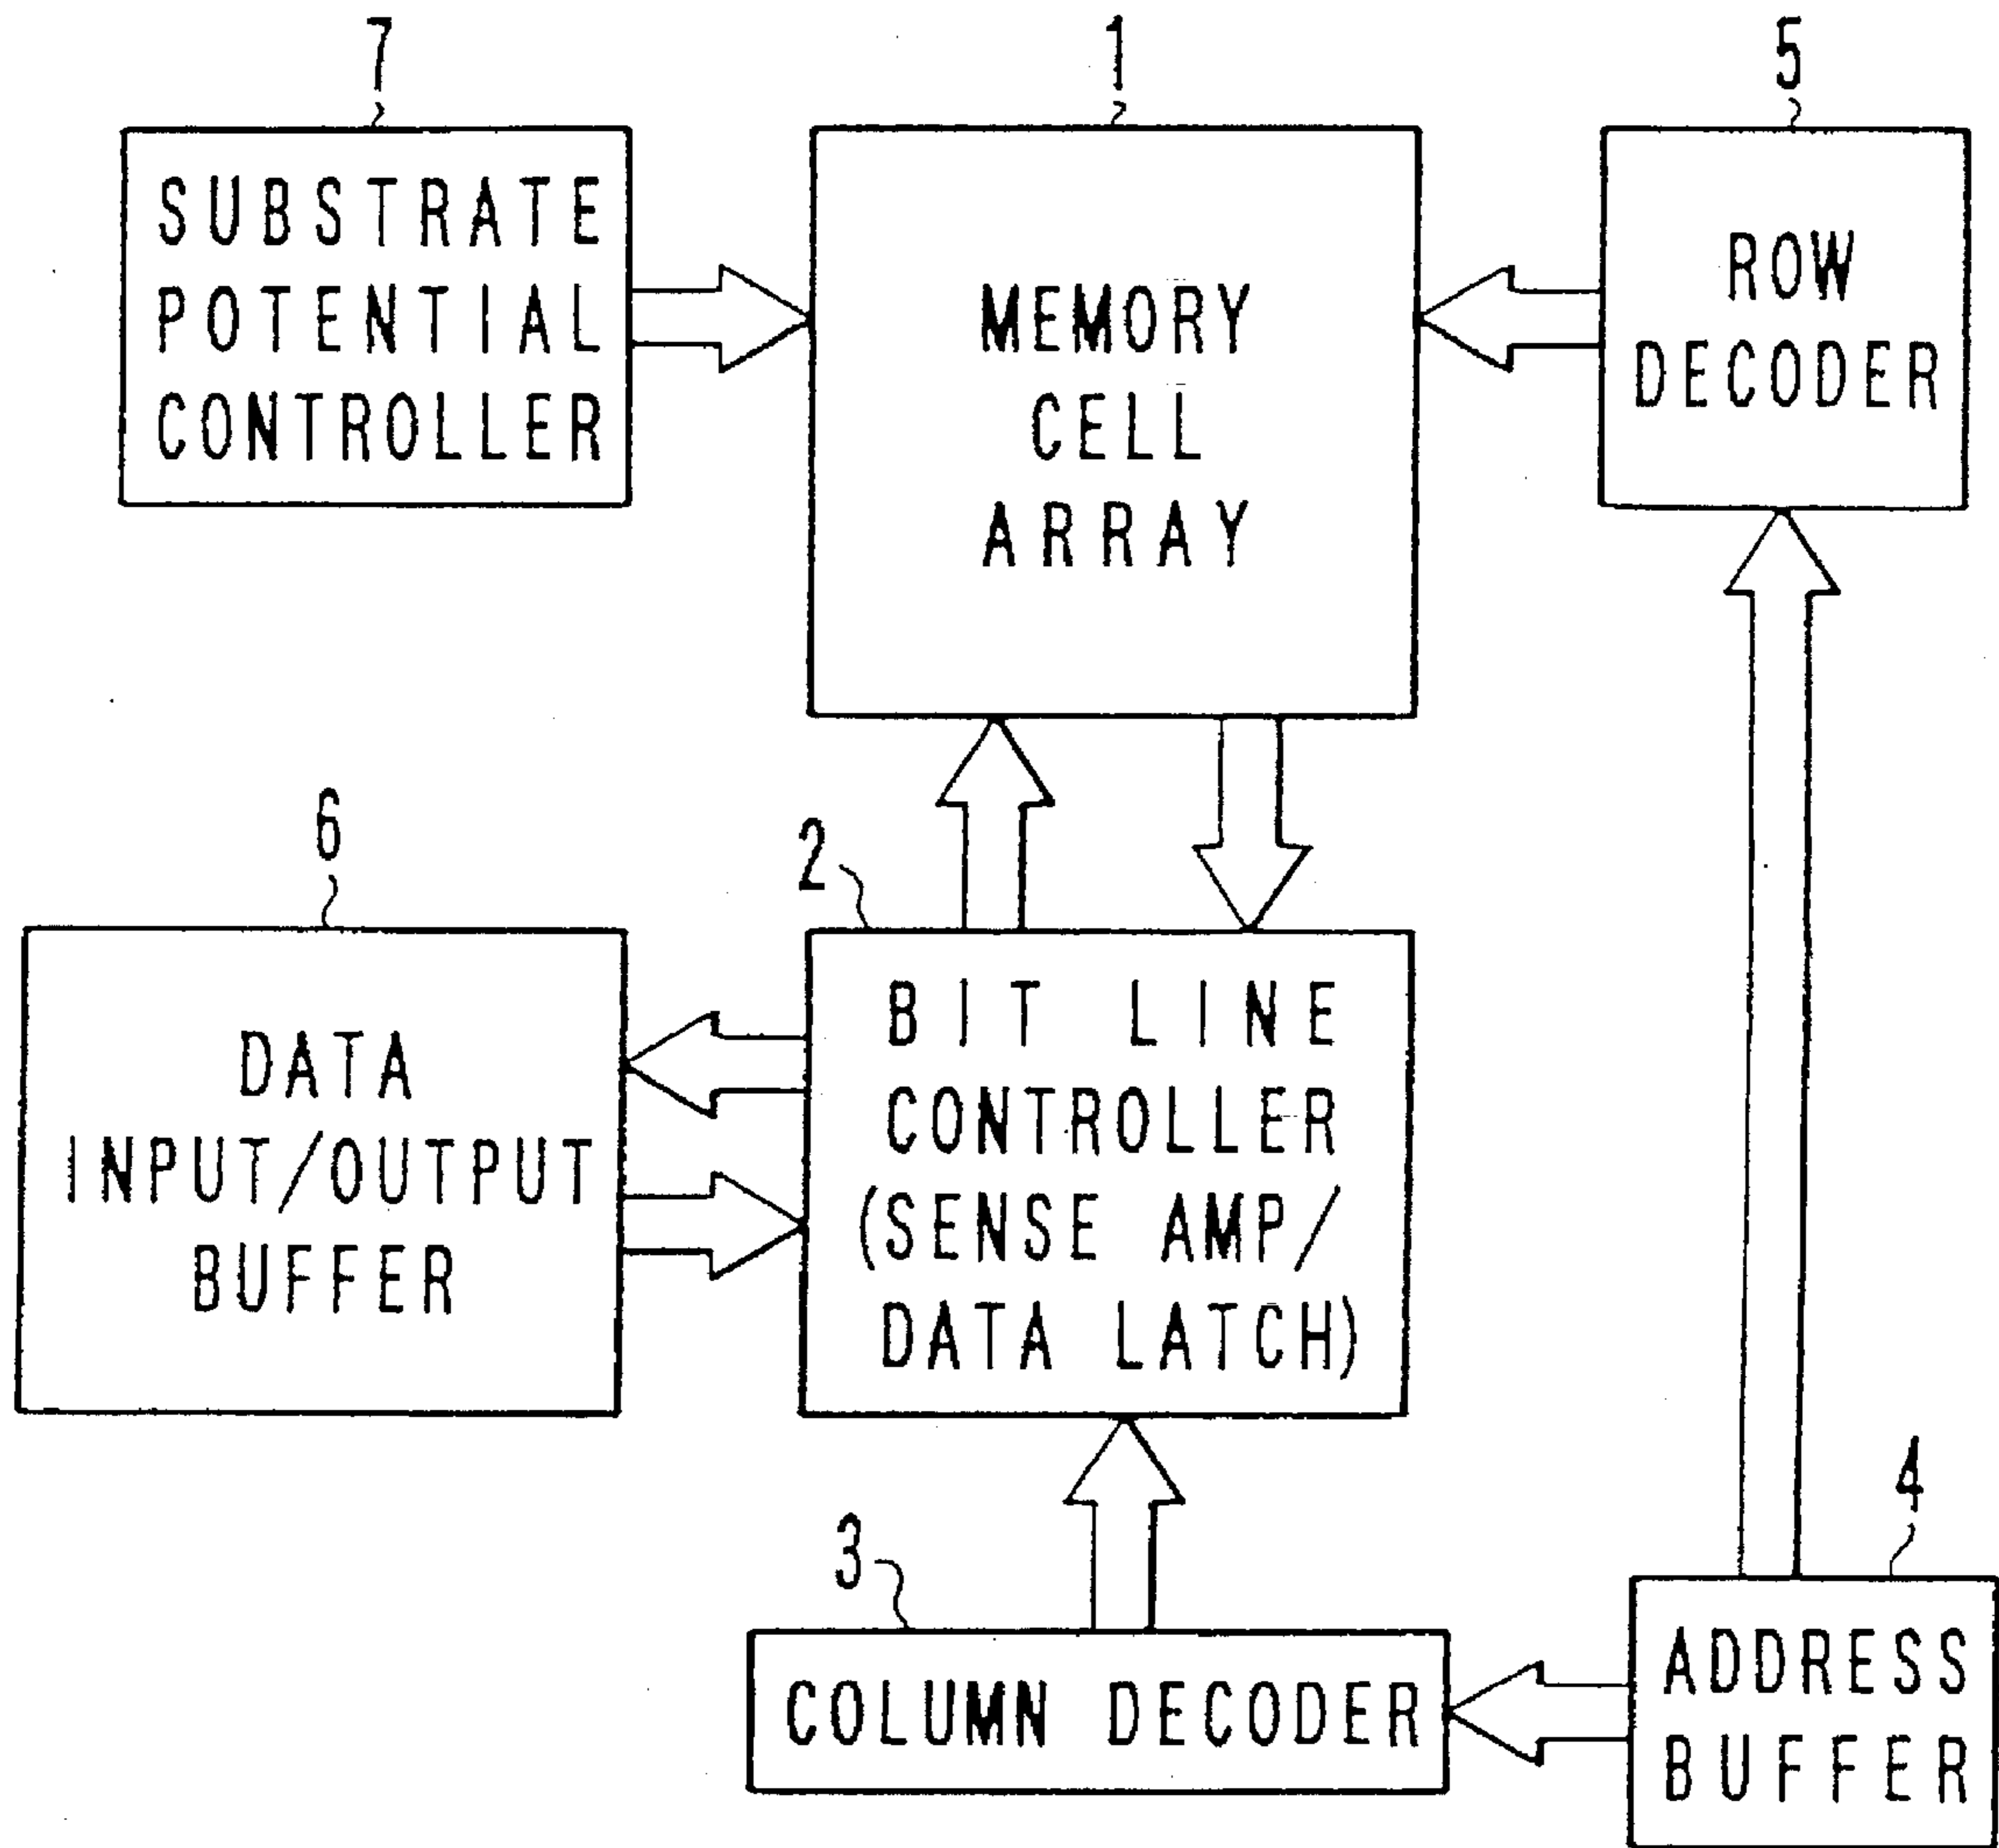 7
SUBSTRATE
POTENTIAL
CONTROLLER
1
MEMORY
CELL
ARRAY
5
ROW
DECODER
6
DATA
INPUT/OUTPUT
BUFFER
2
BIT LINE
CONTROLLER
(SENSE AMP/
DATA LATCH)
3
COLUMN DECODER
4
ADDRESS
BUFFER